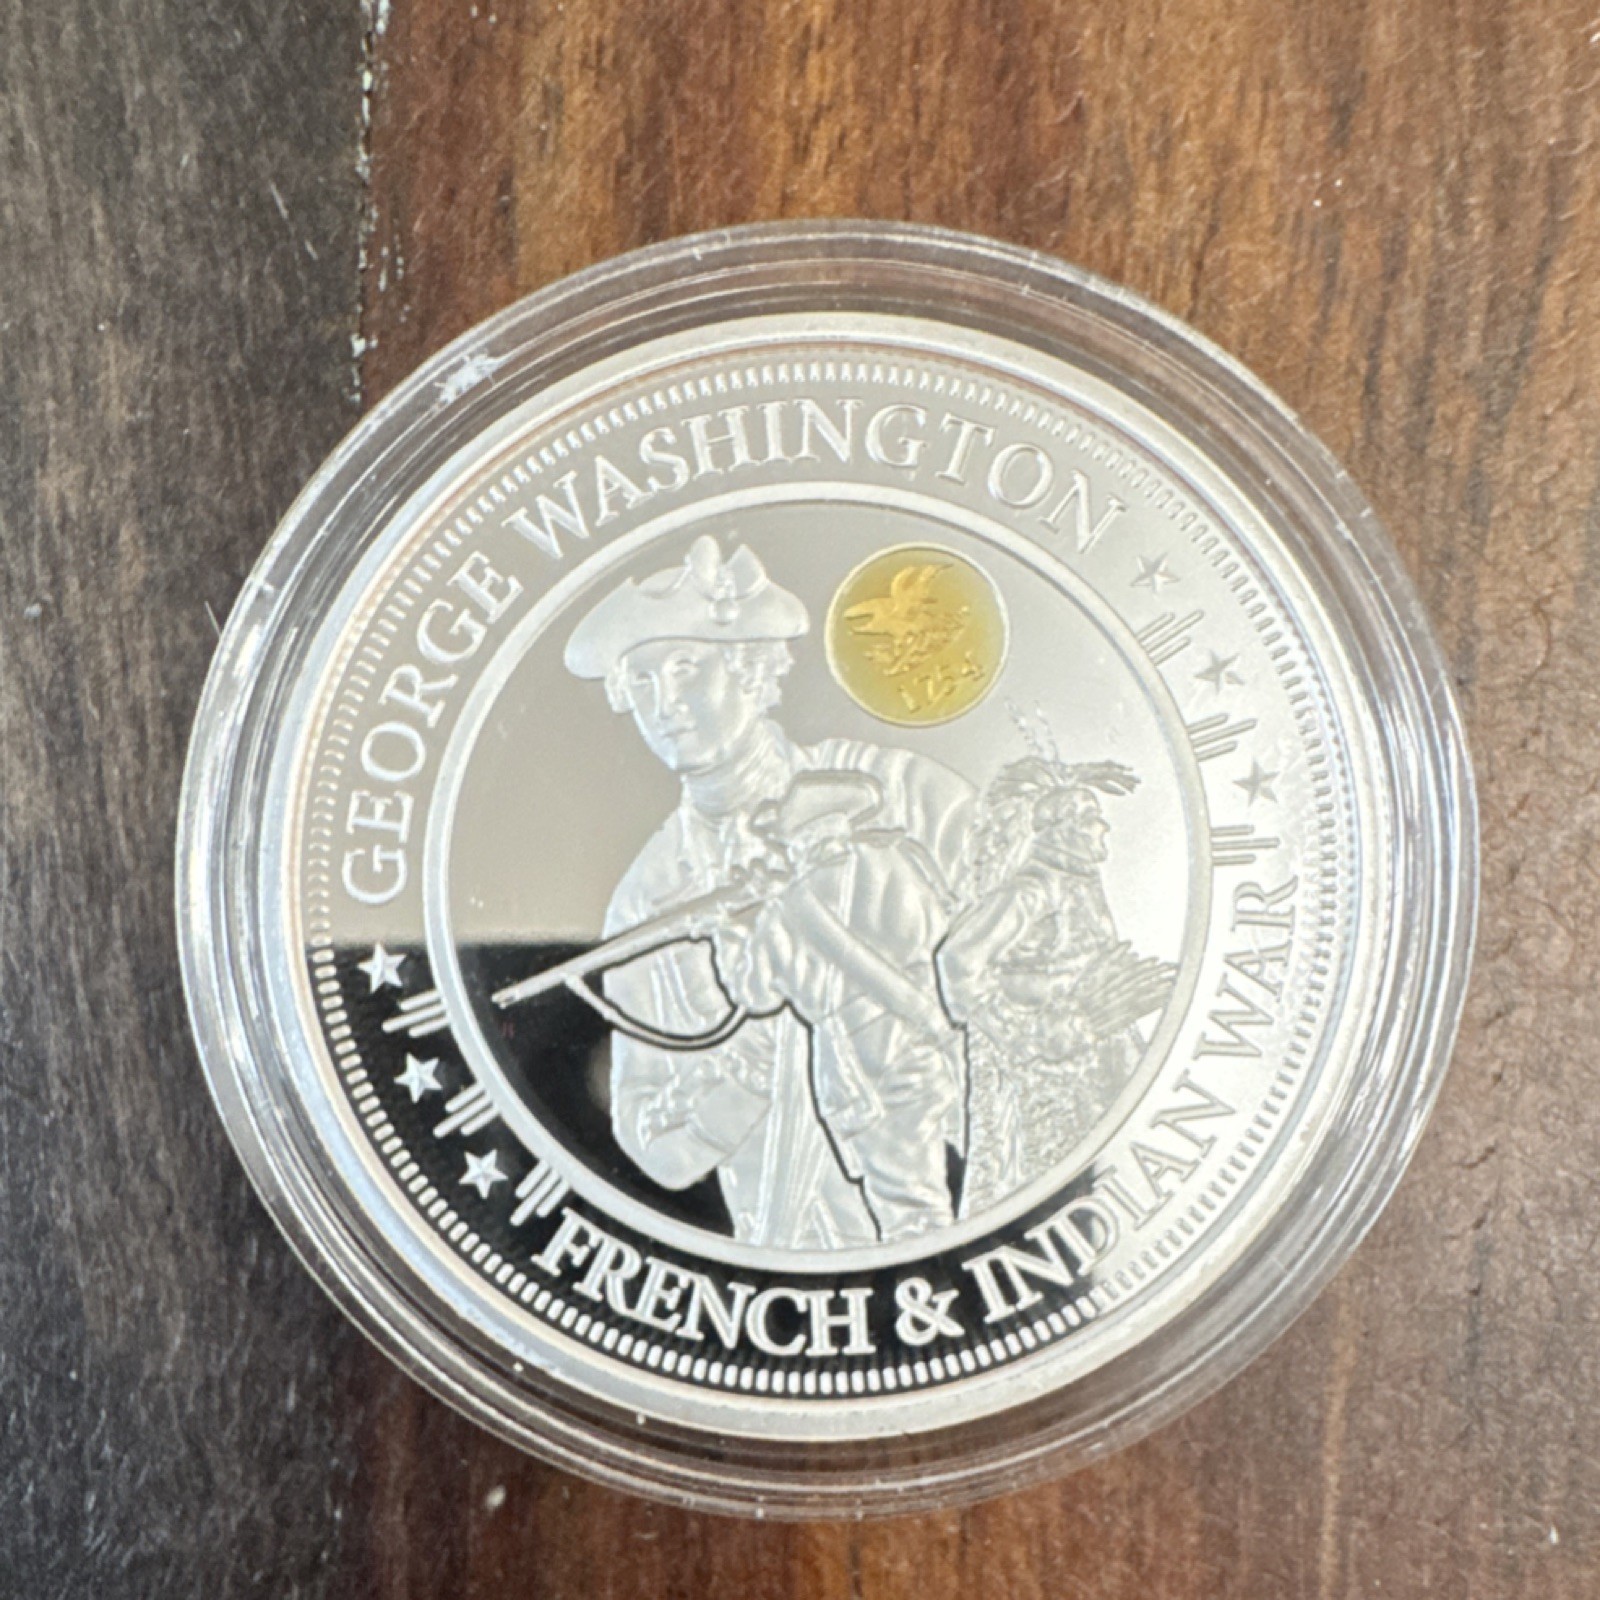 GEORGE WASHINGTON
1754
FRENCH & INDIAN WAR